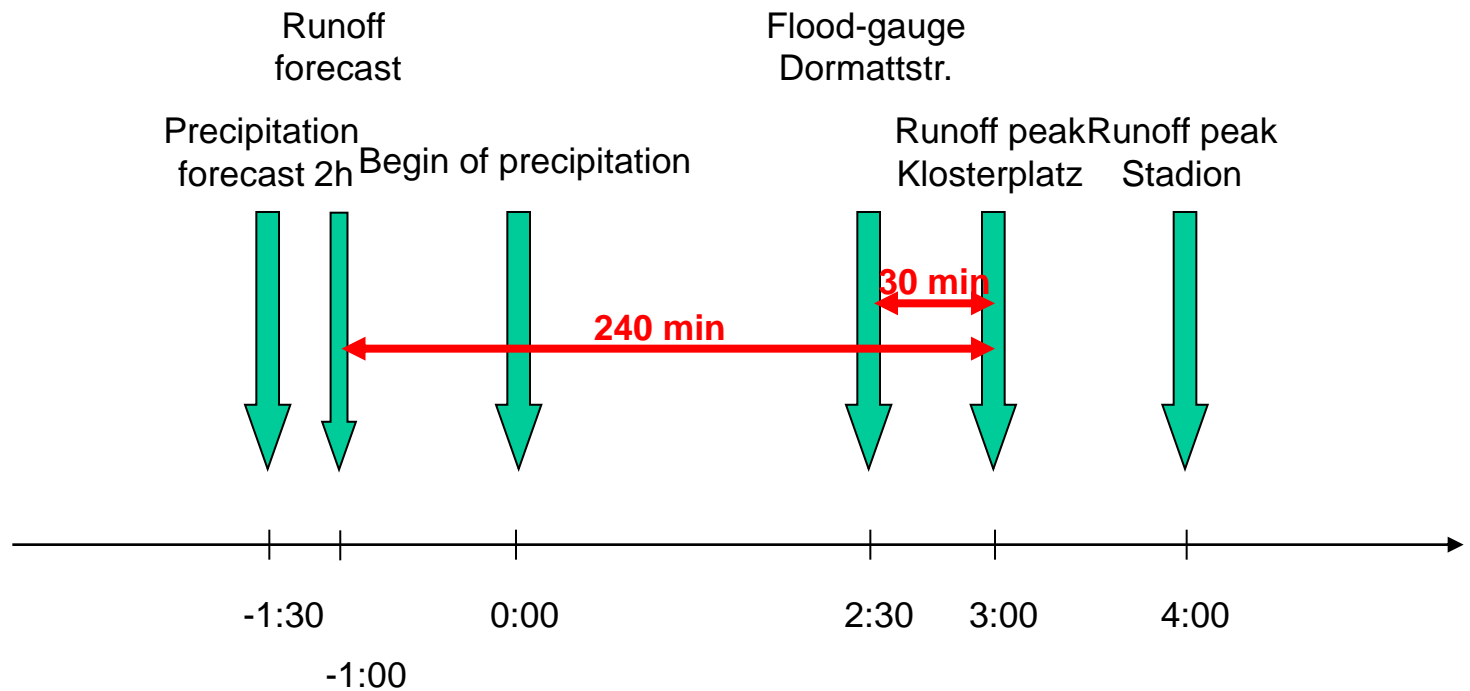 Runoff
forecast
Flood-gauge
Dormattstr.
Precipitation
forecast 2h
Begin of precipitation
Runoff peak
Klosterplatz
Runoff peak
Stadion
30 min
240 min
-1:30
0:00
2:30
3:00
4:00
-1:00